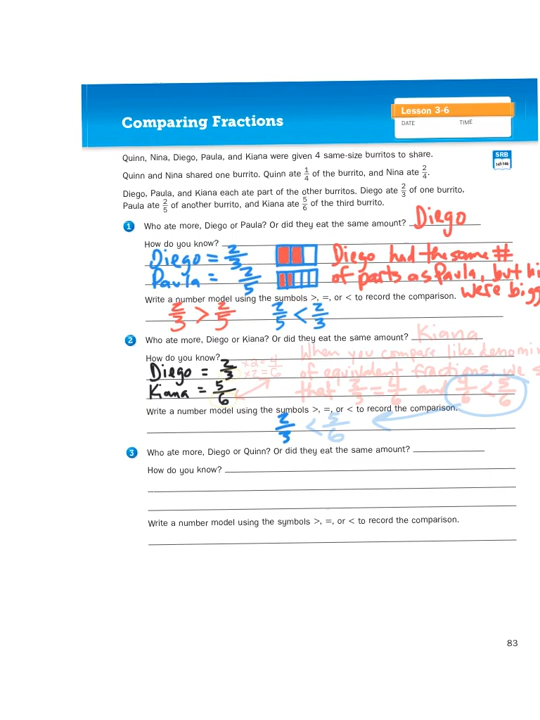 Lesson 3-6
Comparing Fractions
DATE TIME
Quinn, Nina, Diego, Paula, and Kiana were given 4 same-size burritos to share.
SRB
Quinn and Nina shared one burrito. Quinn ate 1/4 of the burrito, and Nina ate 2/4.
Diego, Paula, and Kiana each ate part of the other burritos. Diego ate 2/3 of one burrito.
Paula ate 2/5 of another burrito, and Kiana ate 5/6 of the third burrito.
1 Who ate more, Diego or Paula? Or did they eat the same amount? Diego
How do you know?
Diego = 2/3 Diego had the same #
Paula = 2/5 of parts as Paula, but
were
Write a number model using the symbols >, =, or < to record the comparison.
2/3 > 2/5 2/5 < 2/3
2 Who ate more, Diego or Kiana? Or did they eat the same amount? Kiana
How do you know? When you compare like
Diego = 2/3 ×2=4 ×2=6 of equivalent fractions, we
Kiana = 5/6 that 2/3 = 4/6 and 4/6 < 5/6
Write a number model using the symbols >, =, or < to record the comparison.
2/3 < 5/6
3 Who ate more, Diego or Quinn? Or did they eat the same amount?
How do you know?
Write a number model using the symbols >, =, or < to record the comparison.
83